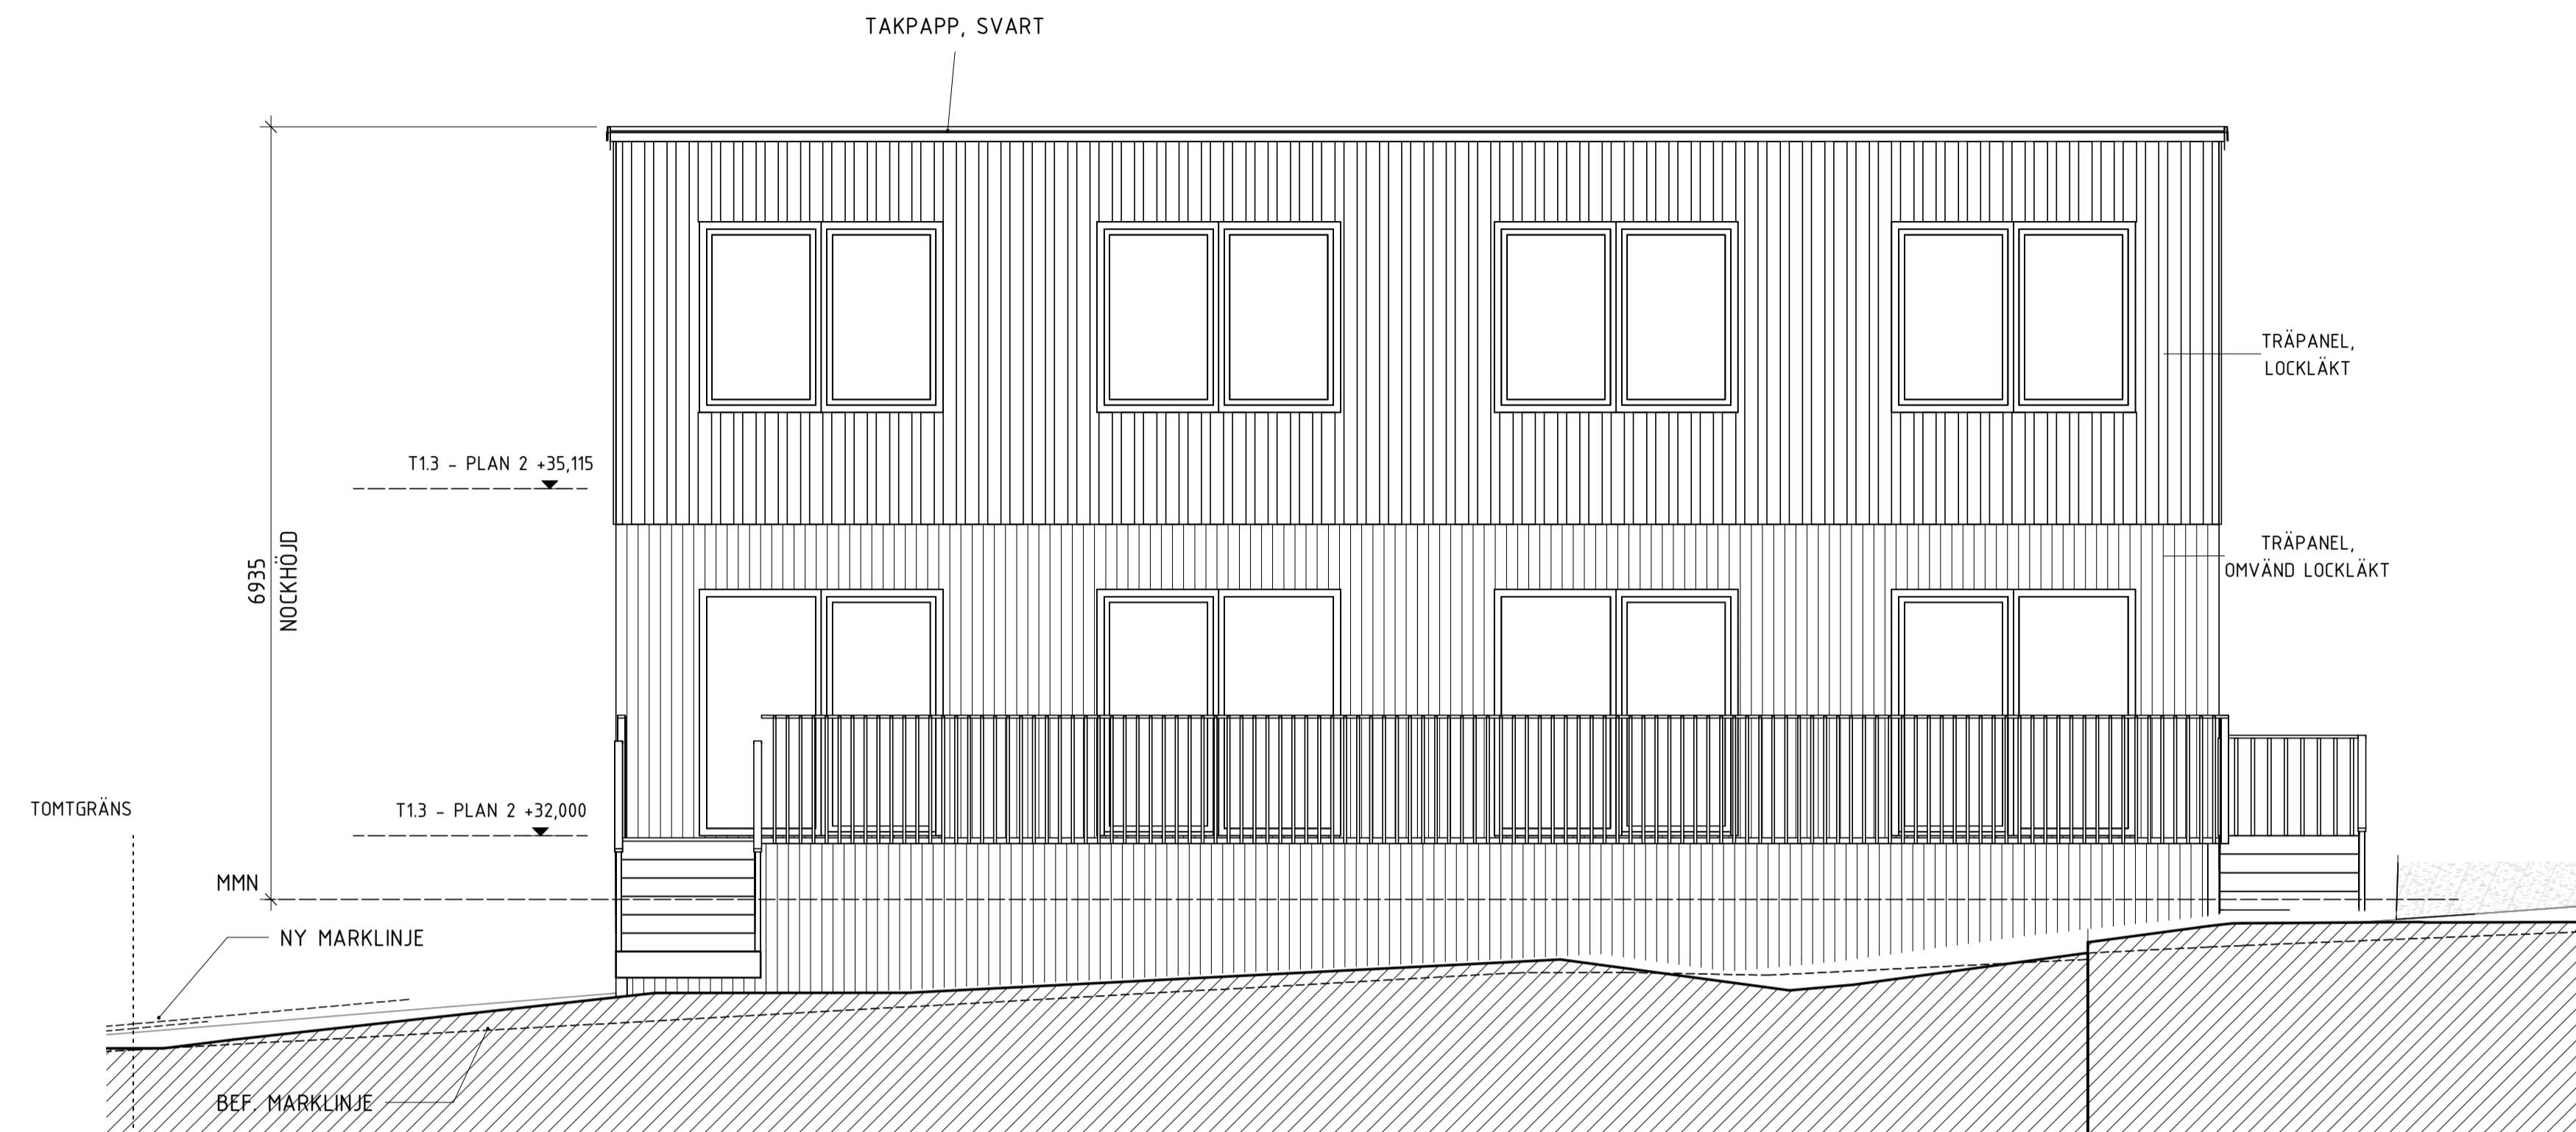 TAKPAPP, SVART
TRÄPANEL,
LOCKLÄKT
T1.3 - PLAN 2 +35,115
6935
NOCKHÖJD
TRÄPANEL,
OMVÄND LOCKLÄKT
TOMTGRÄNS
T1.3 - PLAN 2 +32,000
MMN
NY MARKLINJE
BEF. MARKLINJE